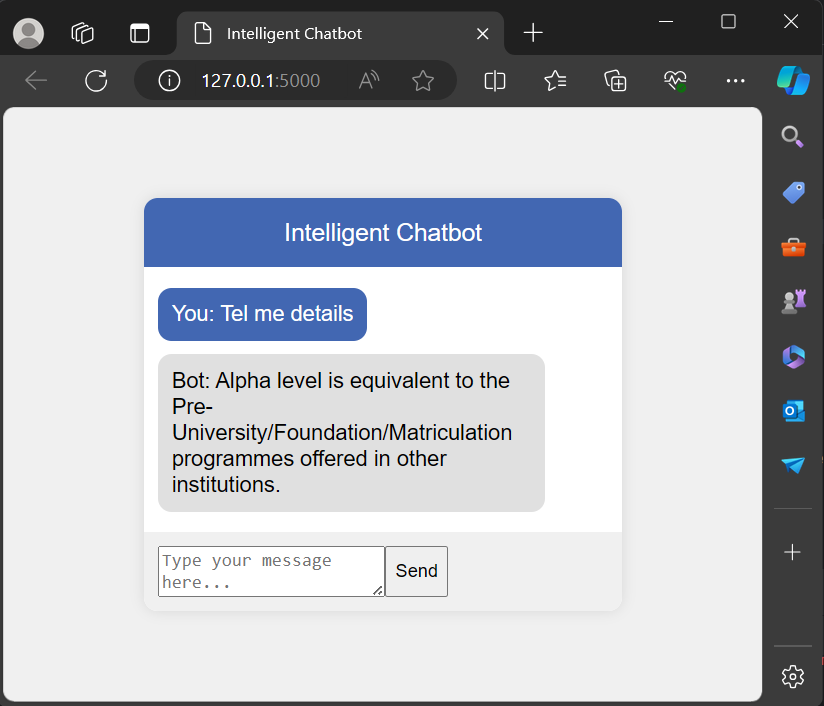 Intelligent Chatbot
127.0.0.1:5000
Intelligent Chatbot
You: Tell me details
Bot: Alpha level is equivalent to the
Pre-
University/Foundation/Matriculation
programmes offered in other
institutions.
Type your message
here...
Send